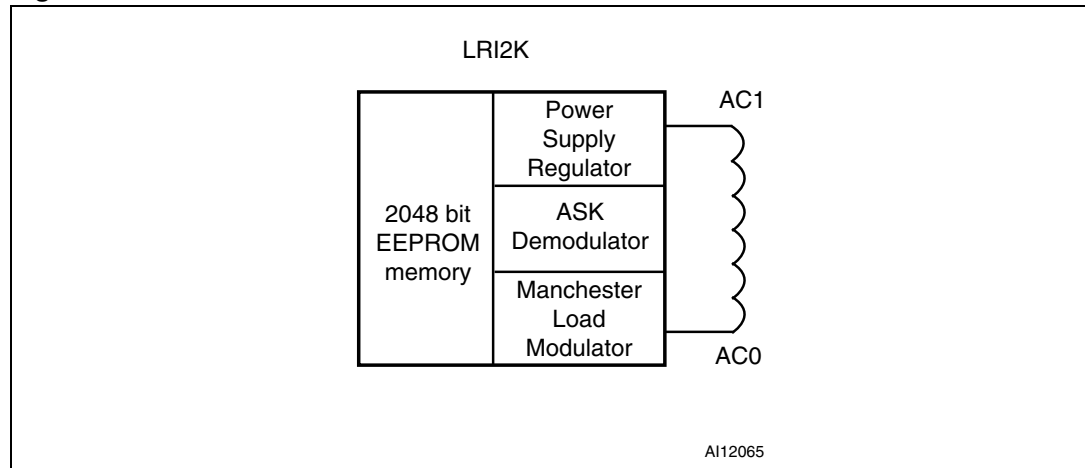 LRI2K
AC1
Power
Supply
Regulator
2048 bit
EEPROM
memory
ASK
Demodulator
Manchester
Load
Modulator
AC0
AI12065